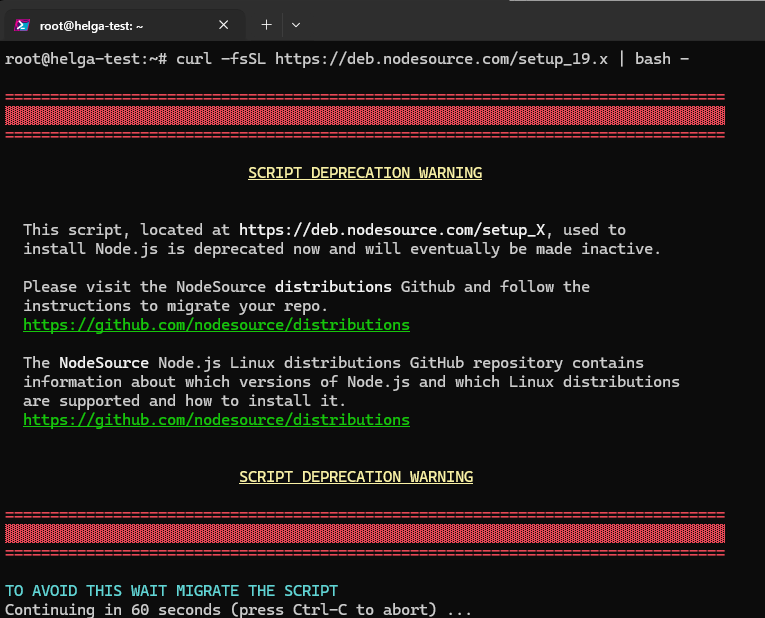 root@helga-test: ~
root@helga-test:~# curl -fsSL https://deb.nodesource.com/setup_19.x | bash -
================================================================================
================================================================================
SCRIPT DEPRECATION WARNING
This script, located at https://deb.nodesource.com/setup_X, used to
install Node.js is deprecated now and will eventually be made inactive.
Please visit the NodeSource distributions Github and follow the
instructions to migrate your repo.
https://github.com/nodesource/distributions
The NodeSource Node.js Linux distributions GitHub repository contains
information about which versions of Node.js and which Linux distributions
are supported and how to install it.
https://github.com/nodesource/distributions
SCRIPT DEPRECATION WARNING
================================================================================
================================================================================
TO AVOID THIS WAIT MIGRATE THE SCRIPT
Continuing in 60 seconds (press Ctrl-C to abort) ...